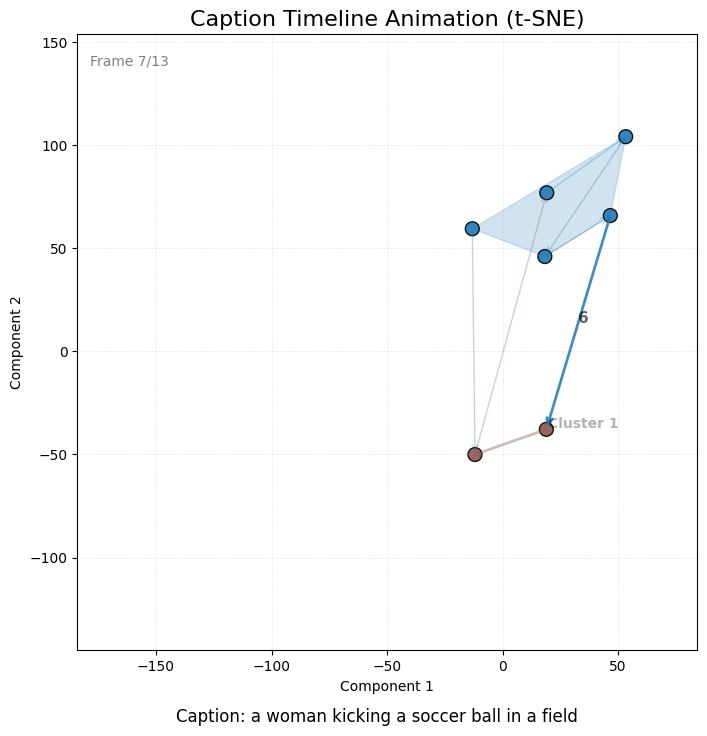 Caption Timeline Animation (t-SNE)
Frame 7/13
150
100
50
0
−50
−100
Component 2
6
Cluster 1
−150
−100
−50
0
50
Component 1
Caption: a woman kicking a soccer ball in a field